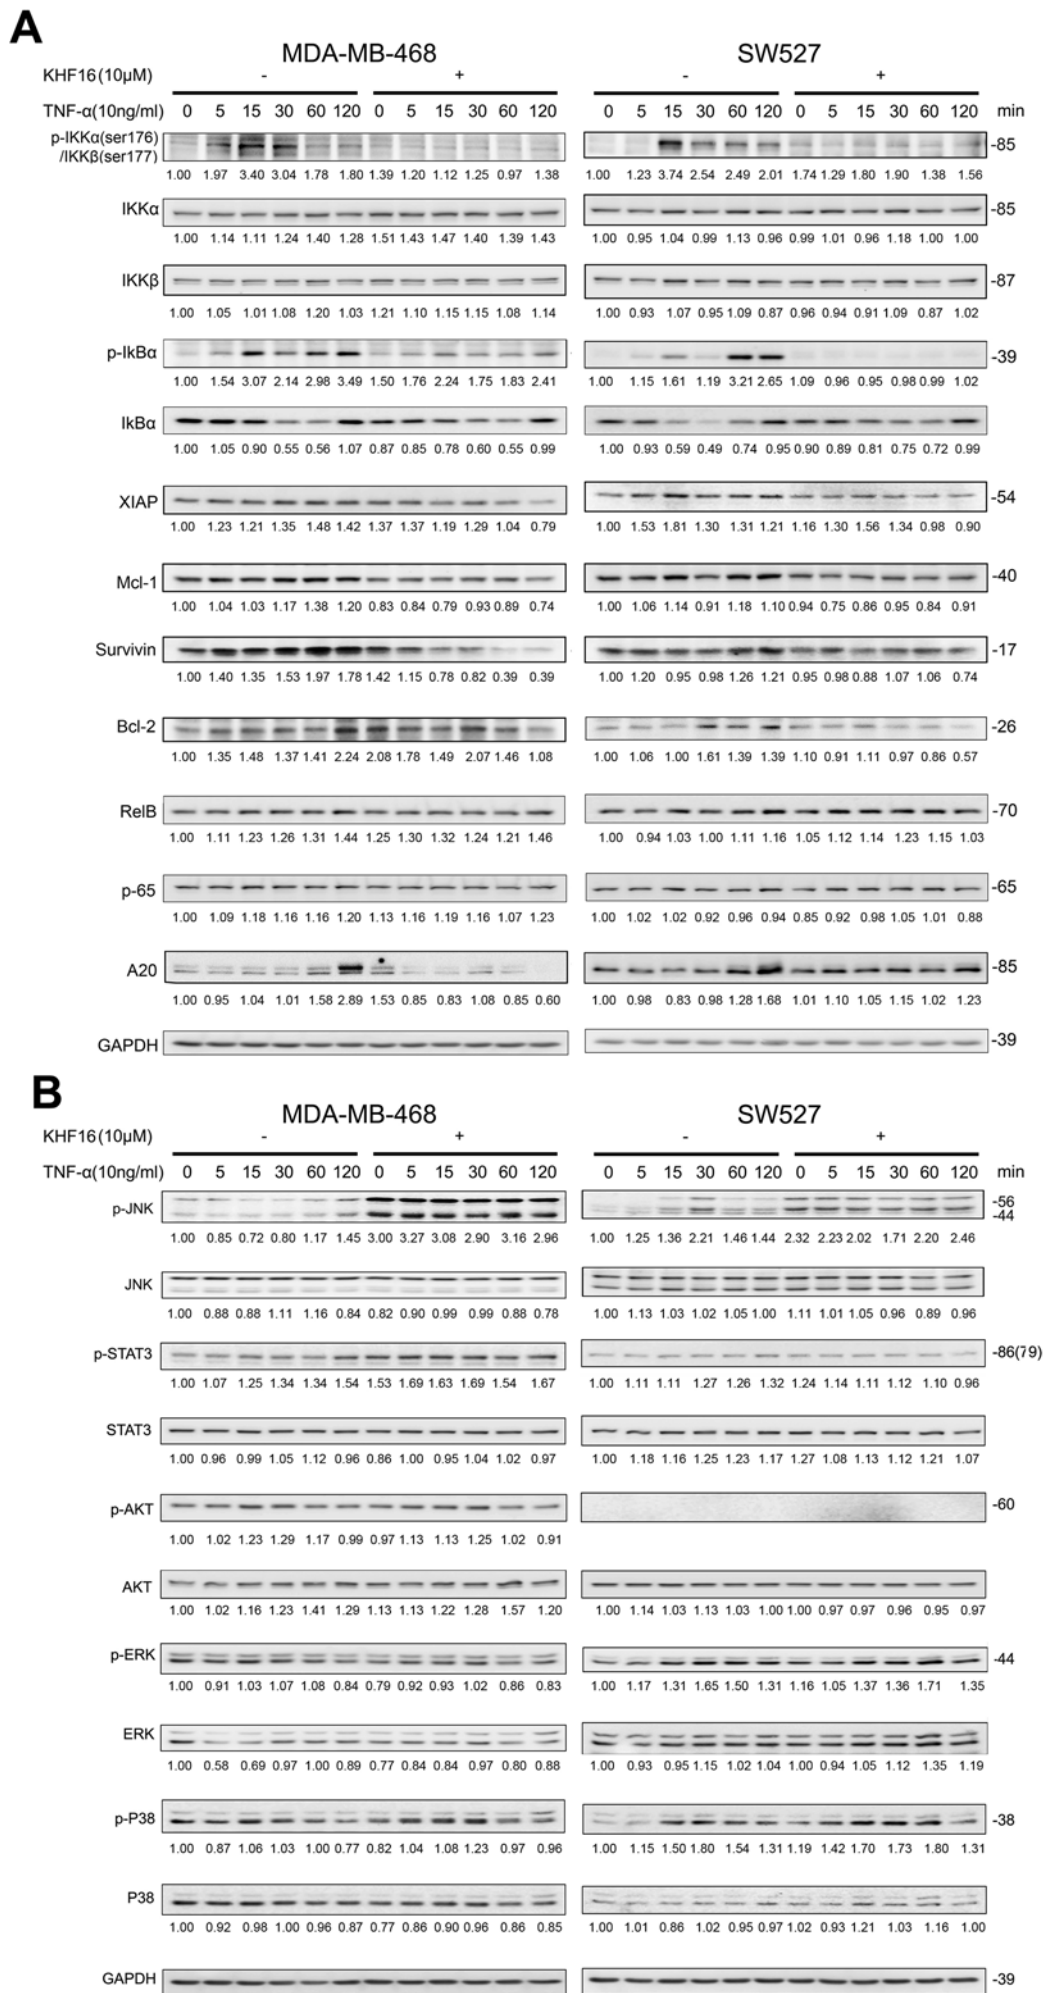 A
MDA-MB-468 SW527
KHF16(10μM) - + - +
TNF-α(10ng/ml) 0 5 15 30 60 120 0 5 15 30 60 120 0 5 15 30 60 120 0 5 15 30 60 120 min
p-IKKα(ser176)
/IKKβ(ser177) -85
1.00 1.97 3.40 3.04 1.78 1.80 1.39 1.20 1.12 1.25 0.97 1.38 1.00 1.23 3.74 2.54 2.49 2.01 1.74 1.29 1.80 1.90 1.38 1.56
IKKα -85
1.00 1.14 1.11 1.24 1.40 1.28 1.51 1.43 1.47 1.40 1.39 1.43 1.00 0.95 1.04 0.99 1.13 0.96 0.99 1.01 0.96 1.18 1.00 1.00
IKKβ -87
1.00 1.05 1.01 1.08 1.20 1.03 1.21 1.10 1.15 1.15 1.08 1.14 1.00 0.93 1.07 0.95 1.09 0.87 0.96 0.94 0.91 1.09 0.87 1.02
p-IkBα -39
1.00 1.54 3.07 2.14 2.98 3.49 1.50 1.76 2.24 1.75 1.83 2.41 1.00 1.15 1.61 1.19 3.21 2.65 1.09 0.96 0.95 0.98 0.99 1.02
IkBα -39
1.00 1.05 0.90 0.55 0.56 1.07 0.87 0.85 0.78 0.60 0.55 0.99 1.00 0.93 0.59 0.49 0.74 0.95 0.90 0.89 0.81 0.75 0.72 0.99
XIAP -54
1.00 1.23 1.21 1.35 1.48 1.42 1.37 1.37 1.19 1.29 1.04 0.79 1.00 1.53 1.81 1.30 1.31 1.21 1.16 1.30 1.56 1.34 0.98 0.90
Mcl-1 -40
1.00 1.04 1.03 1.17 1.38 1.20 0.83 0.84 0.79 0.93 0.89 0.74 1.00 1.06 1.14 0.91 1.18 1.10 0.94 0.75 0.86 0.95 0.84 0.91
Survivin -17
1.00 1.40 1.35 1.53 1.97 1.78 1.42 1.15 0.78 0.82 0.39 0.39 1.00 1.20 0.95 0.98 1.26 1.21 0.95 0.98 0.88 1.07 1.06 0.74
Bcl-2 -26
1.00 1.35 1.48 1.37 1.41 2.24 2.08 1.78 1.49 2.07 1.46 1.08 1.00 1.06 1.00 1.61 1.39 1.39 1.10 0.91 1.11 0.97 0.86 0.57
RelB -70
1.00 1.11 1.23 1.26 1.31 1.44 1.25 1.30 1.32 1.24 1.21 1.46 1.00 0.94 1.03 1.00 1.11 1.16 1.05 1.12 1.14 1.23 1.15 1.03
p-65 -65
1.00 1.09 1.18 1.16 1.16 1.20 1.13 1.16 1.19 1.16 1.07 1.23 1.00 1.02 1.02 0.92 0.96 0.94 0.85 0.92 0.98 1.05 1.01 0.88
A20 -85
1.00 0.95 1.04 1.01 1.58 2.89 1.53 0.85 0.83 1.08 0.85 0.60 1.00 0.98 0.83 0.98 1.28 1.68 1.01 1.10 1.05 1.15 1.02 1.23
GAPDH -39
B
MDA-MB-468 SW527
KHF16(10μM) - + - +
TNF-α(10ng/ml) 0 5 15 30 60 120 0 5 15 30 60 120 0 5 15 30 60 120 0 5 15 30 60 120 min
p-JNK -56
-44
1.00 0.85 0.72 0.80 1.17 1.45 3.00 3.27 3.08 2.90 3.16 2.96 1.00 1.25 1.36 2.21 1.46 1.44 2.32 2.23 2.02 1.71 2.20 2.46
JNK
1.00 0.88 0.88 1.11 1.16 0.84 0.82 0.90 0.99 0.99 0.88 0.78 1.00 1.13 1.03 1.02 1.05 1.00 1.11 1.01 1.05 0.96 0.89 0.96
p-STAT3 -86(79)
1.00 1.07 1.25 1.34 1.34 1.54 1.53 1.69 1.63 1.69 1.54 1.67 1.00 1.11 1.11 1.27 1.26 1.32 1.24 1.14 1.11 1.12 1.10 0.96
STAT3
1.00 0.96 0.99 1.05 1.12 0.96 0.86 1.00 0.95 1.04 1.02 0.97 1.00 1.18 1.16 1.25 1.23 1.17 1.27 1.08 1.13 1.12 1.21 1.07
p-AKT -60
1.00 1.02 1.23 1.29 1.17 0.99 0.97 1.13 1.13 1.25 1.02 0.91
AKT
1.00 1.02 1.16 1.23 1.41 1.29 1.13 1.13 1.22 1.28 1.57 1.20 1.00 1.14 1.03 1.13 1.03 1.00 1.00 0.97 0.97 0.96 0.95 0.97
p-ERK -44
1.00 0.91 1.03 1.07 1.08 0.84 0.79 0.92 0.93 1.02 0.86 0.83 1.00 1.17 1.31 1.65 1.50 1.31 1.16 1.05 1.37 1.36 1.71 1.35
ERK
1.00 0.58 0.69 0.97 1.00 0.89 0.77 0.84 0.84 0.97 0.80 0.88 1.00 0.93 0.95 1.15 1.02 1.04 1.00 0.94 1.05 1.12 1.35 1.19
p-P38 -38
1.00 0.87 1.06 1.03 1.00 0.77 0.82 1.04 1.08 1.23 0.97 0.96 1.00 1.15 1.50 1.80 1.54 1.31 1.19 1.42 1.70 1.73 1.80 1.31
P38
1.00 0.92 0.98 1.00 0.96 0.87 0.77 0.86 0.90 0.96 0.86 0.85 1.00 1.01 0.86 1.02 0.95 0.97 1.02 0.93 1.21 1.03 1.16 1.00
GAPDH -39